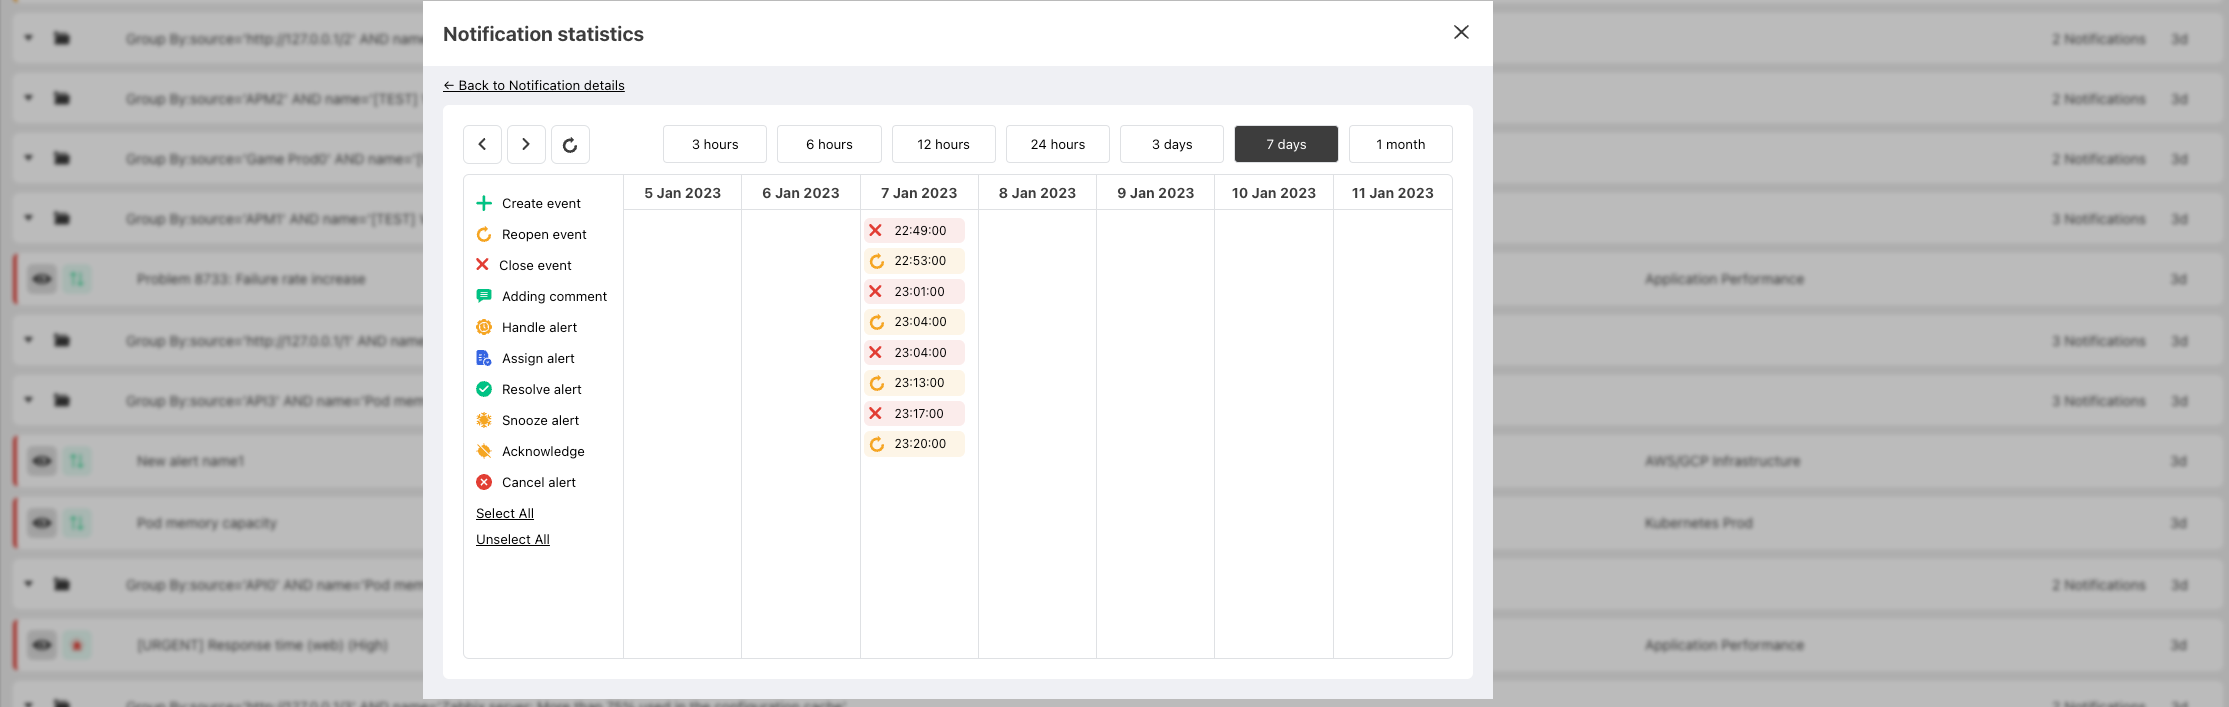 Notification statistics
← Back to Notification details
3 hours 6 hours 12 hours 24 hours 3 days 7 days 1 month
5 Jan 2023 6 Jan 2023 7 Jan 2023 8 Jan 2023 9 Jan 2023 10 Jan 2023 11 Jan 2023
Create event
Reopen event
Close event
Adding comment
Handle alert
Assign alert
Resolve alert
Snooze alert
Acknowledge
Cancel alert
Select All
Unselect All
22:49:00
22:53:00
23:01:00
23:04:00
23:04:00
23:13:00
23:17:00
23:20:00
Group By:source='http://127.0.0.1/2' AND
2 Notifications 3d
Group By:source='APM2' AND name='[TEST]
2 Notifications 3d
Group By:source='Game Prod0' AND
2 Notifications 3d
Group By:source='APM1' AND name='[TEST]
3 Notifications 3d
Problem 8733: Failure rate increase
Application Performance 3d
Group By:source='http://127.0.0.1/1' AND
3 Notifications 3d
Group By:source='API3' AND name='Pod
3 Notifications 3d
New alert name1
AWS/GCP Infrastructure 3d
Pod memory capacity
Kubernetes Prod 3d
Group By:source='API0' AND name='Pod
2 Notifications 3d
[URGENT] Response time (web) (High)
Application Performance 3d